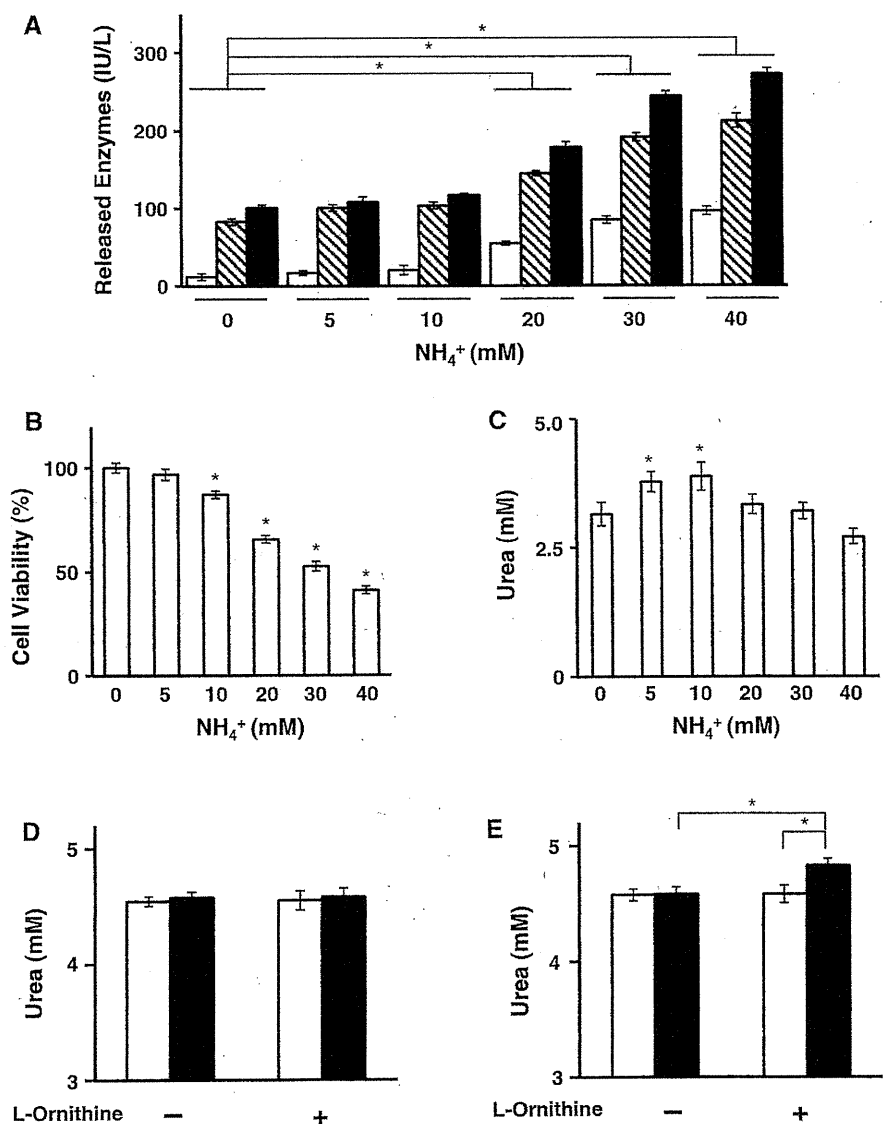 A
Released Enzymes (IU/L)
300
200
100
0
*
*
*
0 5 10 20 30 40
NH₄⁺ (mM)
B
Cell Viability (%)
100
50
0
* * * *
0 5 10 20 30 40
NH₄⁺ (mM)
C
Urea (mM)
5.0
2.5
0
* *
0 5 10 20 30 40
NH₄⁺ (mM)
D
Urea (mM)
5
4
3
L-Ornithine − +
E
Urea (mM)
5
4
3
*
*
L-Ornithine − +